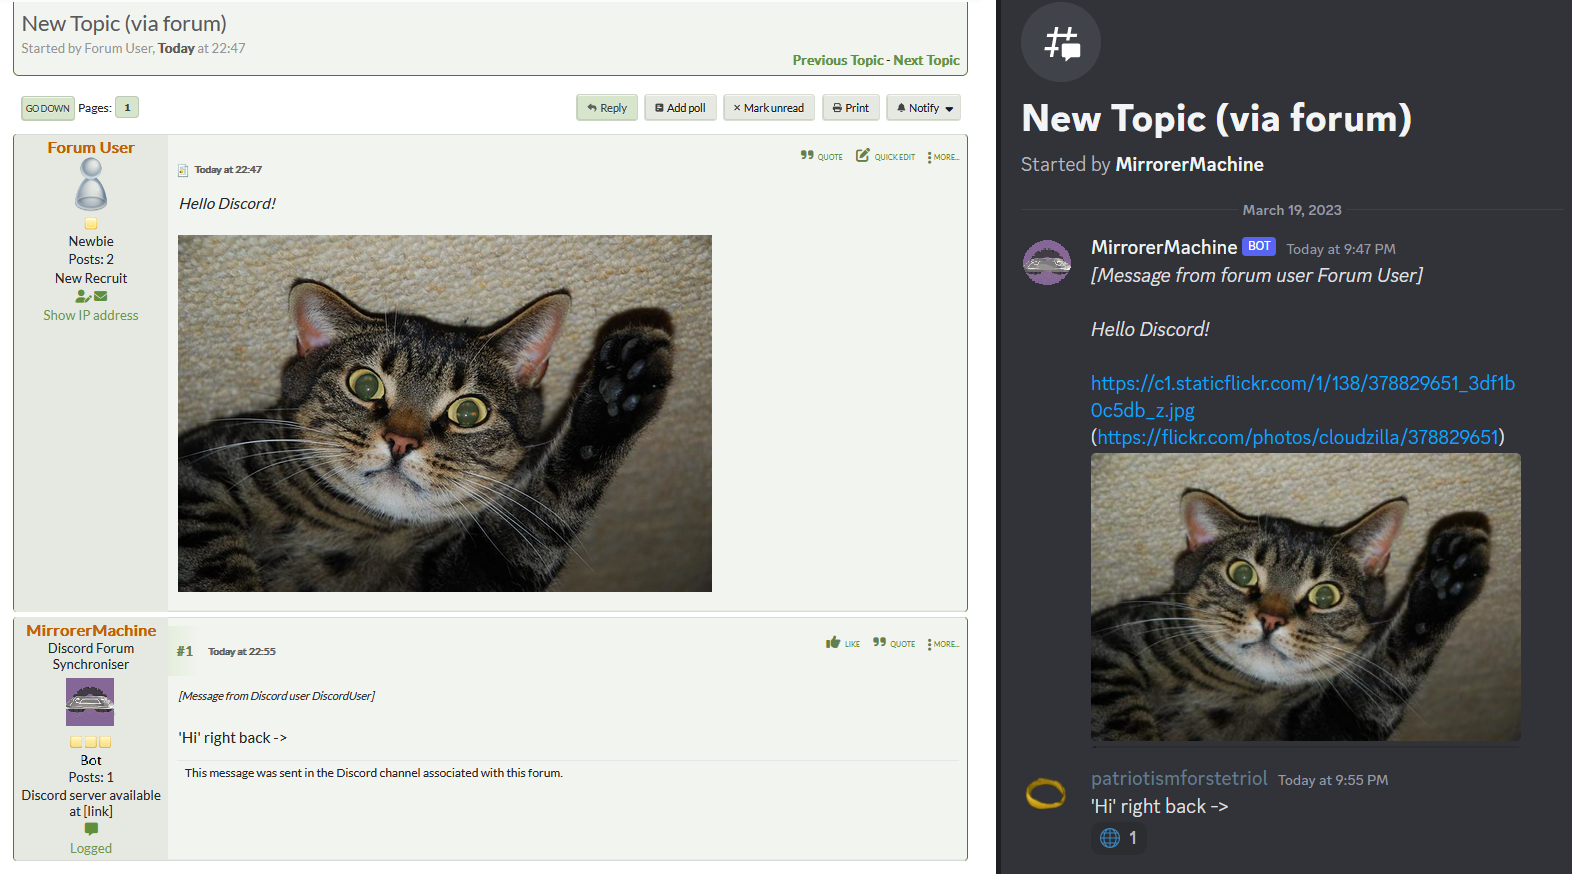 New Topic (via forum)
Started by Forum User, Today at 22:47
Previous Topic - Next Topic
GO DOWN Pages: 1
Reply Add poll Mark unread Print Notify
Forum User
Newbie
Posts: 2
New Recruit
Show IP address
Today at 22:47
QUOTE QUICK EDIT MORE...
Hello Discord!
MirrorerMachine
Discord Forum
Synchroniser
Bot
Posts: 1
Discord server available
at [link]
Logged
#1 Today at 22:55
LIKE QUOTE MORE...
[Message from Discord user DiscordUser]
'Hi' right back ->
This message was sent in the Discord channel associated with this forum.
New Topic (via forum)
Started by MirrorerMachine
March 19, 2023
MirrorerMachine BOT Today at 9:47 PM
[Message from forum user Forum User]
Hello Discord!
https://c1.staticflickr.com/1/138/378829651_3df1b
0c5db_z.jpg
(https://flickr.com/photos/cloudzilla/378829651)
patriotismforstetriol Today at 9:55 PM
'Hi' right back ->
1